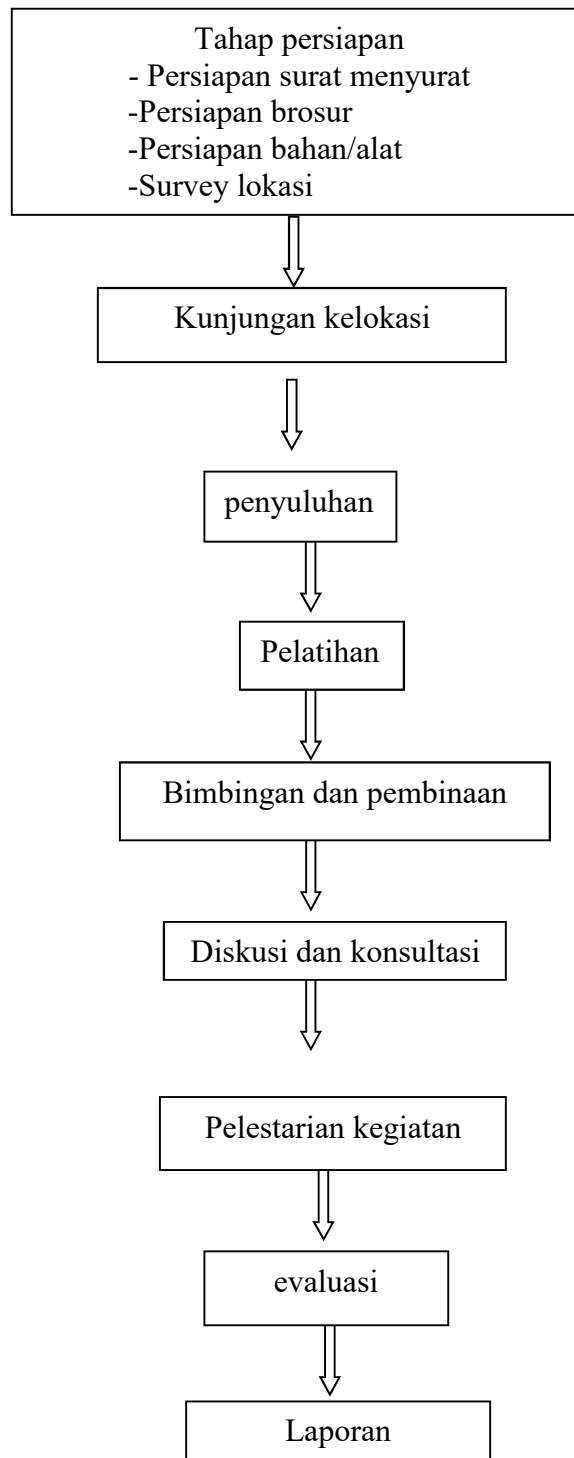 Tahap persiapan
- Persiapan surat menyurat
-Persiapan brosur
-Persiapan bahan/alat
-Survey lokasi
Kunjungan kelokasi
penyuluhan
Pelatihan
Bimbingan dan pembinaan
Diskusi dan konsultasi
Pelestarian kegiatan
evaluasi
Laporan